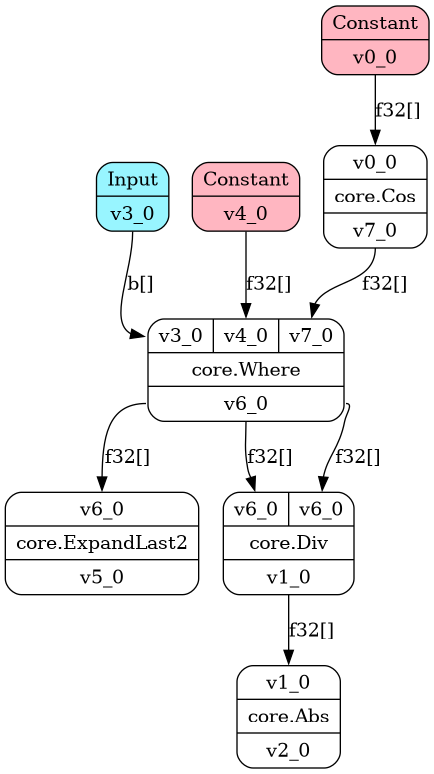 Constant
v0_0
f32[]
Input
v3_0
Constant
v4_0
v0_0
core.Cos
v7_0
b[]
f32[]
f32[]
v3_0 v4_0 v7_0
core.Where
v6_0
f32[]
f32[]
f32[]
v6_0
core.ExpandLast2
v5_0
v6_0 v6_0
core.Div
v1_0
f32[]
v1_0
core.Abs
v2_0